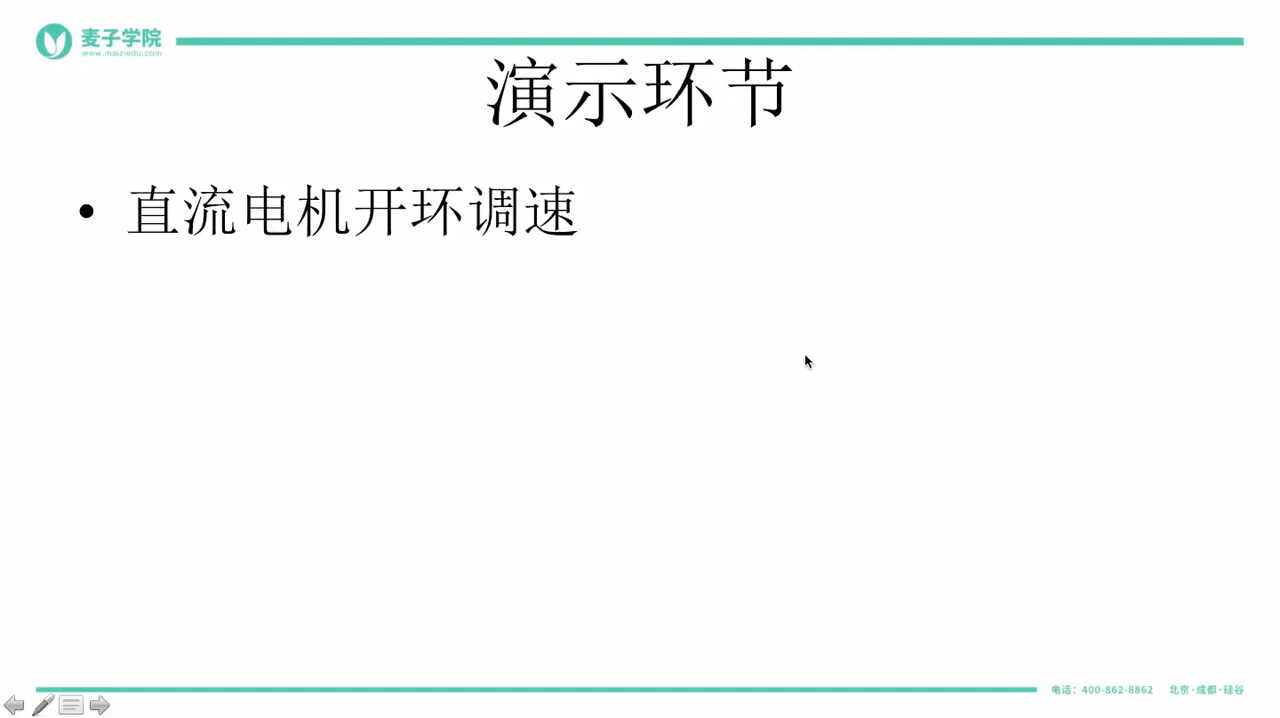 麦子学院
www.maiziedu.com
演示环节
• 直流电机开环调速
电话：400-862-8862 北京·成都·硅谷